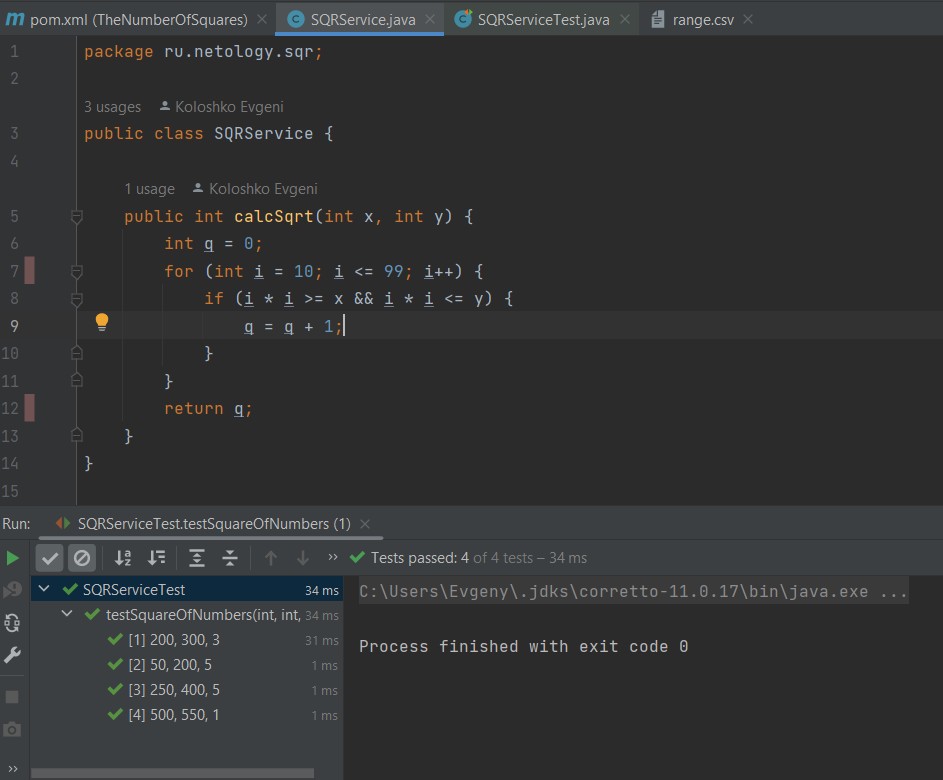 pom.xml (TheNumberOfSquares) SQRService.java SQRServiceTest.java range.csv
1 package ru.netology.sqr;
2
3 usages Koloshko Evgeni
3 public class SQRService {
4
1 usage Koloshko Evgeni
5 public int calcSqrt(int x, int y) {
6 int q = 0;
7 for (int i = 10; i <= 99; i++) {
8 if (i * i >= x && i * i <= y) {
9 q = q + 1;
10 }
11 }
12 return q;
13 }
14 }
15
Run: SQRServiceTest.testSquareOfNumbers (1)
Tests passed: 4 of 4 tests – 34 ms
SQRServiceTest 34 ms
testSquareOfNumbers(int, int, 34 ms
[1] 200, 300, 3 31 ms
[2] 50, 200, 5 1 ms
[3] 250, 400, 5 1 ms
[4] 500, 550, 1 1 ms
C:\Users\Evgeny\.jdks\corretto-11.0.17\bin\java.exe ...
Process finished with exit code 0